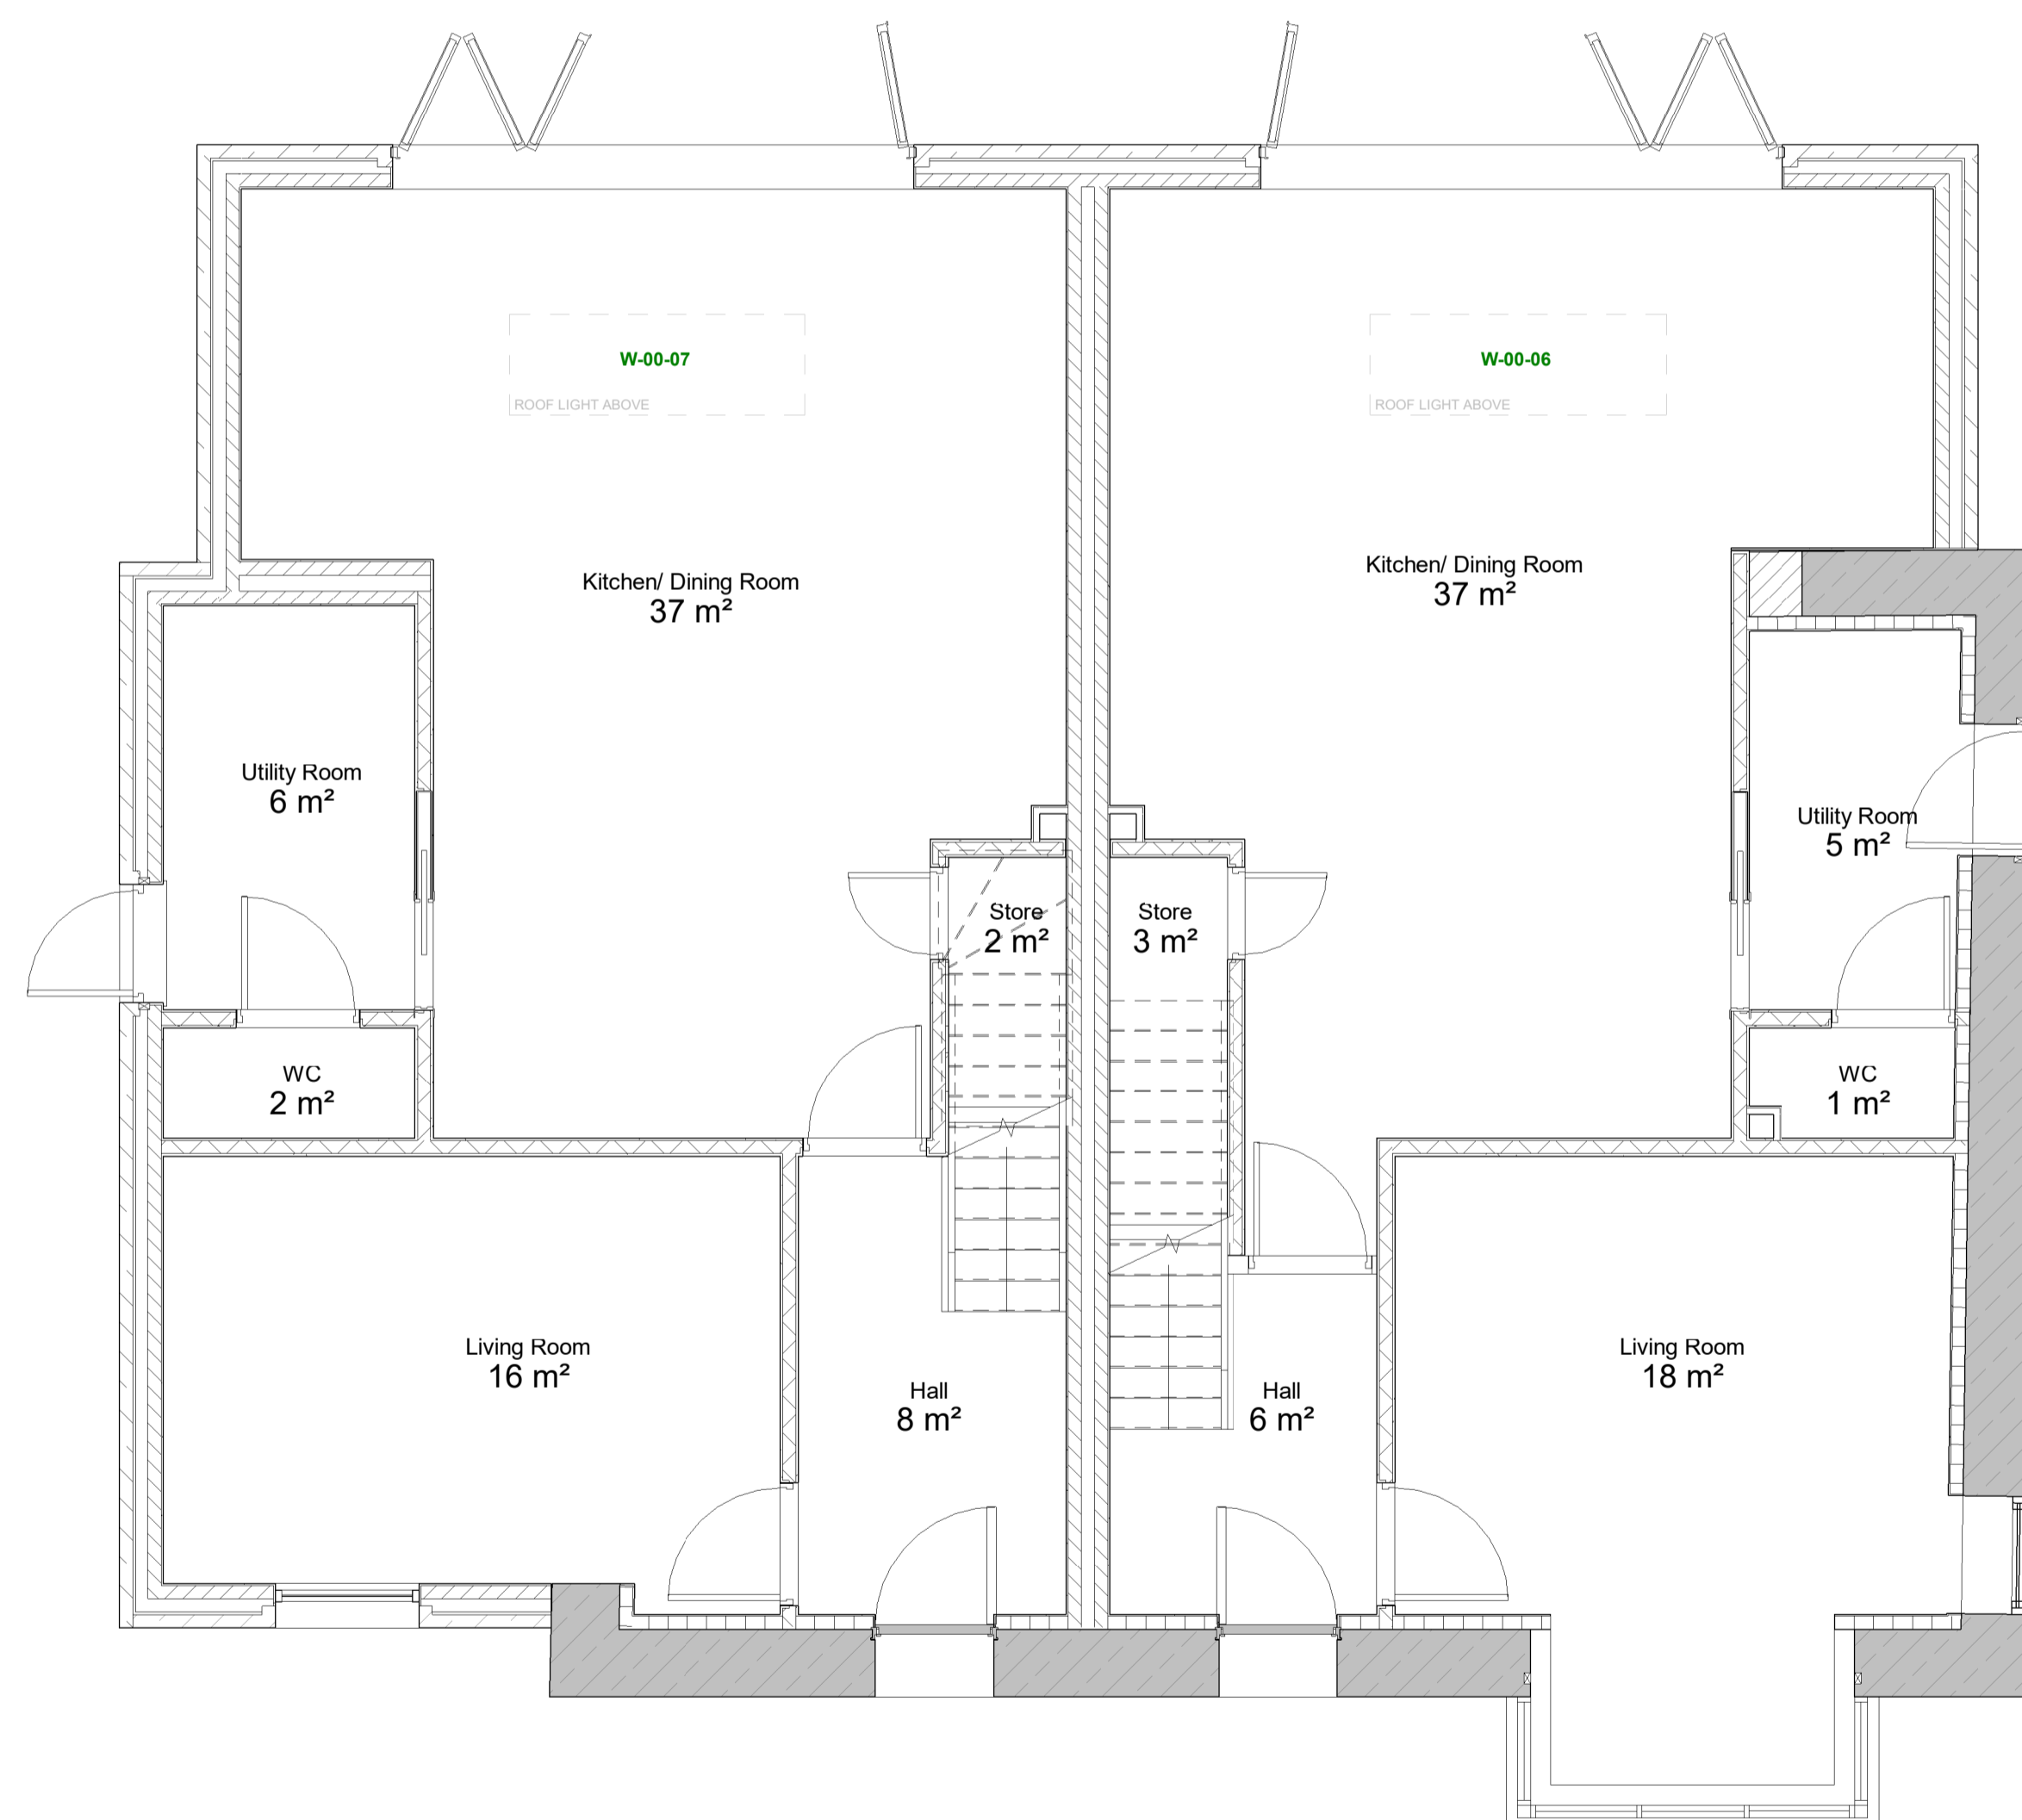 W-00-07
ROOF LIGHT ABOVE
W-00-06
ROOF LIGHT ABOVE
Kitchen/ Dining Room
37 m²
Kitchen/ Dining Room
37 m²
Utility Room
6 m²
Utility Room
5 m²
Store
2 m²
Store
3 m²
WC
2 m²
WC
1 m²
Living Room
16 m²
Hall
8 m²
Hall
6 m²
Living Room
18 m²